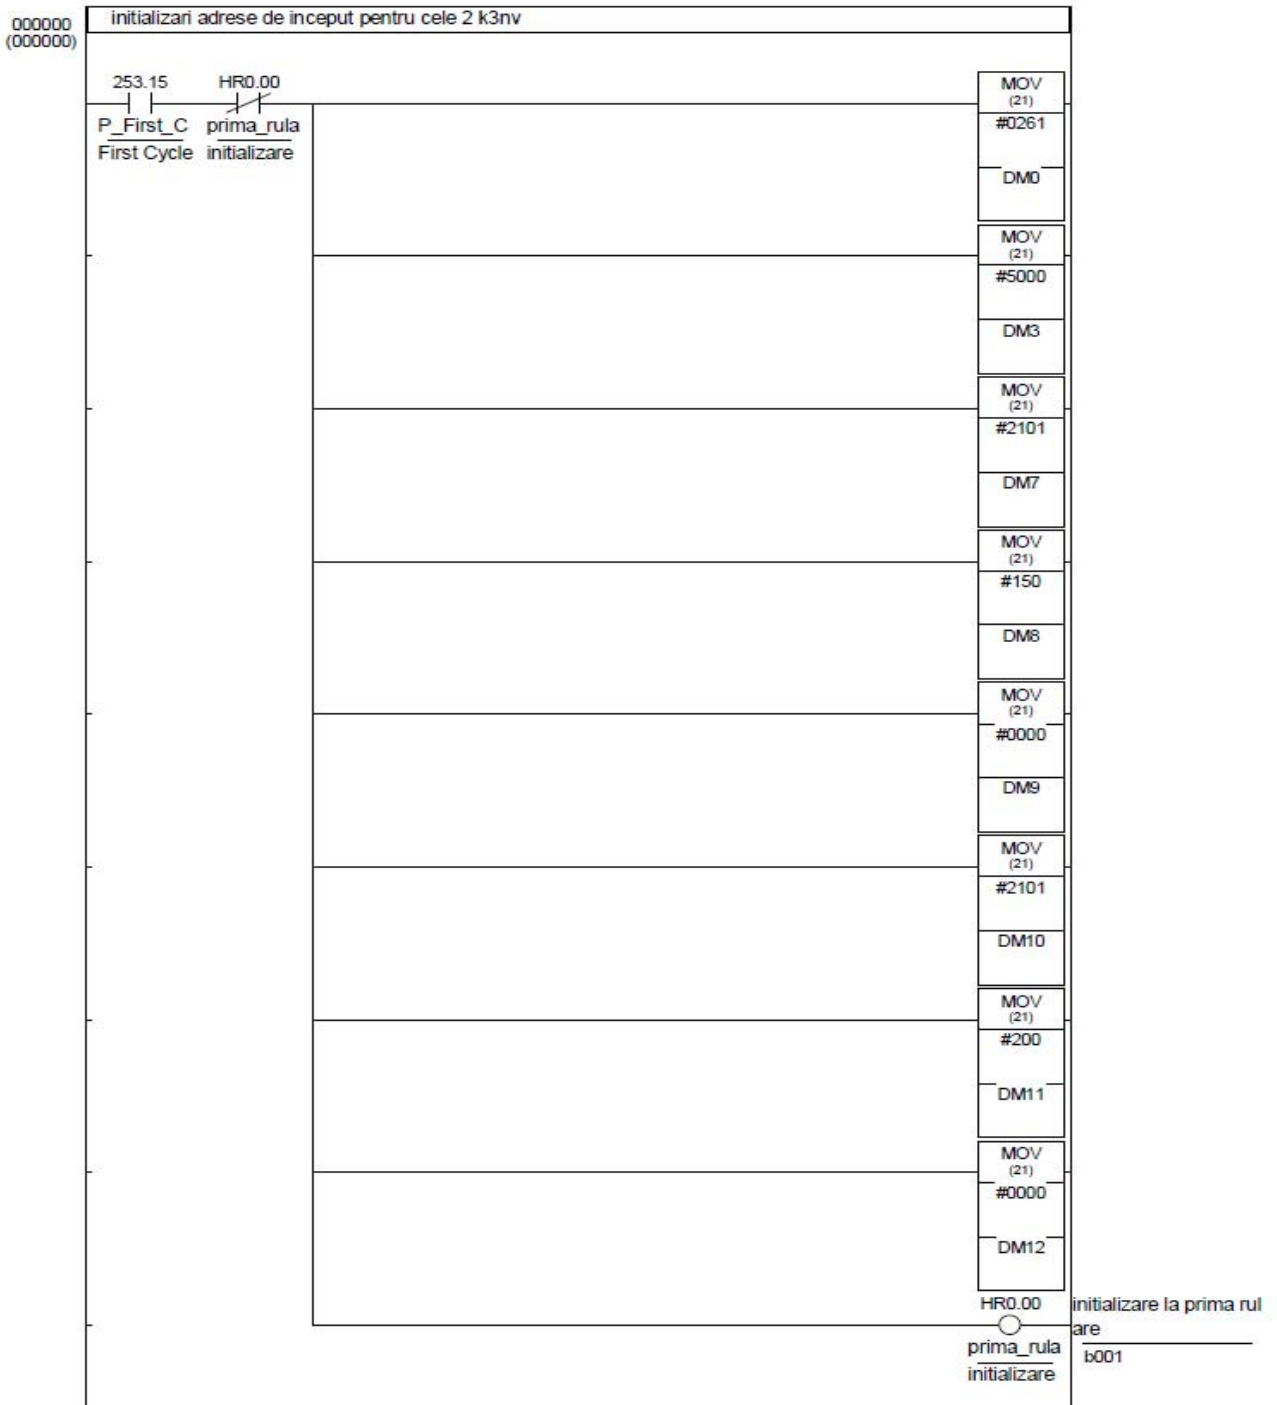 000000
(000000)
initializari adrese de inceput pentru cele 2 k3nv
253.15
P_First_C
First Cycle
HR0.00
prima_rula
initializare
MOV
(21)
#0261
DM0
MOV
(21)
#5000
DM3
MOV
(21)
#2101
DM7
MOV
(21)
#150
DM8
MOV
(21)
#0000
DM9
MOV
(21)
#2101
DM10
MOV
(21)
#200
DM11
MOV
(21)
#0000
DM12
HR0.00
prima_rula
initializare
initializare la prima rul
are
b001